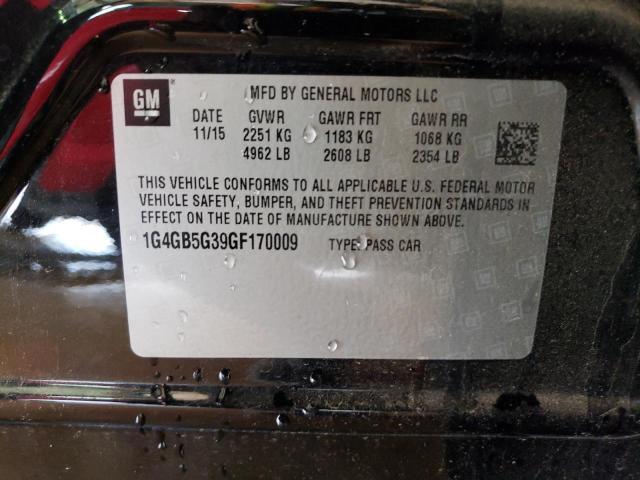 GM
MFD BY GENERAL MOTORS LLC
DATE GVWR GAWR FRT GAWR RR
11/15 2251 KG 1183 KG 1068 KG
4962 LB 2608 LB 2354 LB
THIS VEHICLE CONFORMS TO ALL APPLICABLE U.S. FEDERAL MOTOR
VEHICLE SAFETY, BUMPER, AND THEFT PREVENTION STANDARDS IN
EFFECT ON THE DATE OF MANUFACTURE SHOWN ABOVE.
1G4GB5G39GF170009 TYPE: PASS CAR